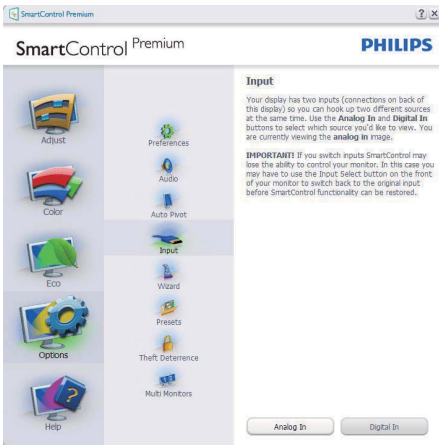 SmartControl Premium
SmartControl Premium
PHILIPS
Adjust
Color
Eco
Options
Help
Preferences
Audio
Auto Pivot
Input
Wizard
Presets
Theft Deterrence
Multi Monitors
Input
Your display has two inputs (connections on back of
this display) so you can hook up two different sources
at the same time. Use the Analog In and Digital In
buttons to select which source you'd like to view. You
are currently viewing the analog in image.
IMPORTANT! If you switch inputs SmartControl may
lose the ability to control your monitor. In this case you
may have to use the Input Select button on the front
of your monitor to switch back to the original input
before SmartControl functionality can be restored.
Analog In
Digital In